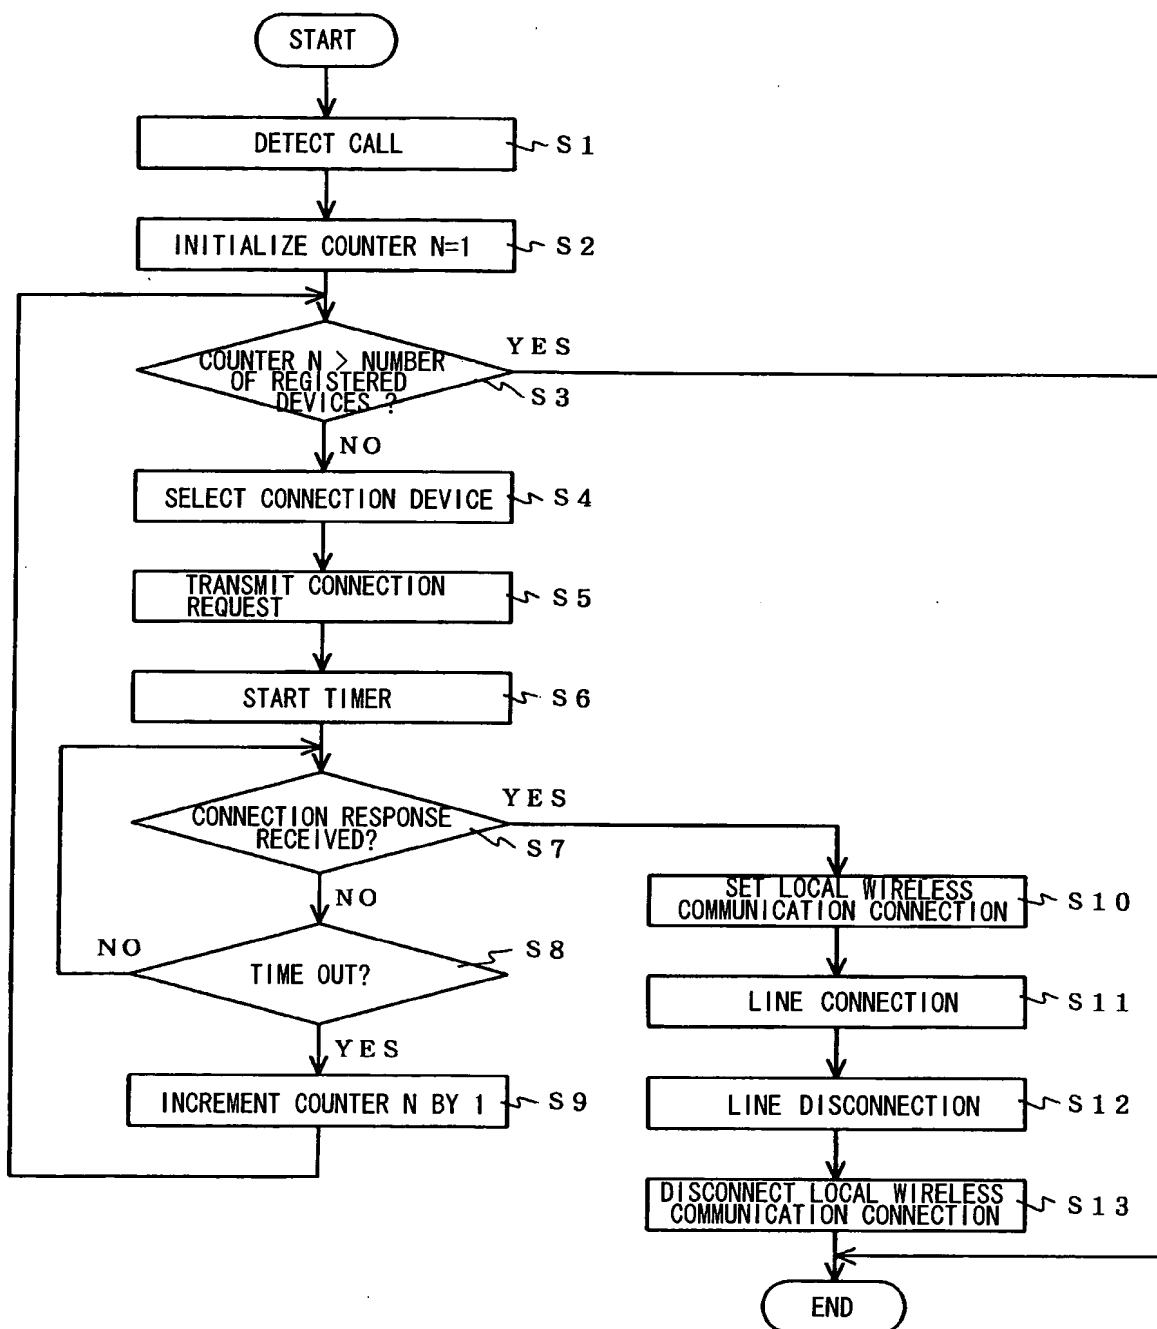 START
DETECT CALL
S1
INITIALIZE COUNTER N=1
S2
COUNTER N > NUMBER
OF REGISTERED
DEVICES ?
YES
S3
NO
SELECT CONNECTION DEVICE
S4
TRANSMIT CONNECTION
REQUEST
S5
START TIMER
S6
CONNECTION RESPONSE
RECEIVED?
YES
S7
NO
TIME OUT?
S8
NO
YES
INCREMENT COUNTER N BY 1
S9
SET LOCAL WIRELESS
COMMUNICATION CONNECTION
S10
LINE CONNECTION
S11
LINE DISCONNECTION
S12
DISCONNECT LOCAL WIRELESS
COMMUNICATION CONNECTION
S13
END